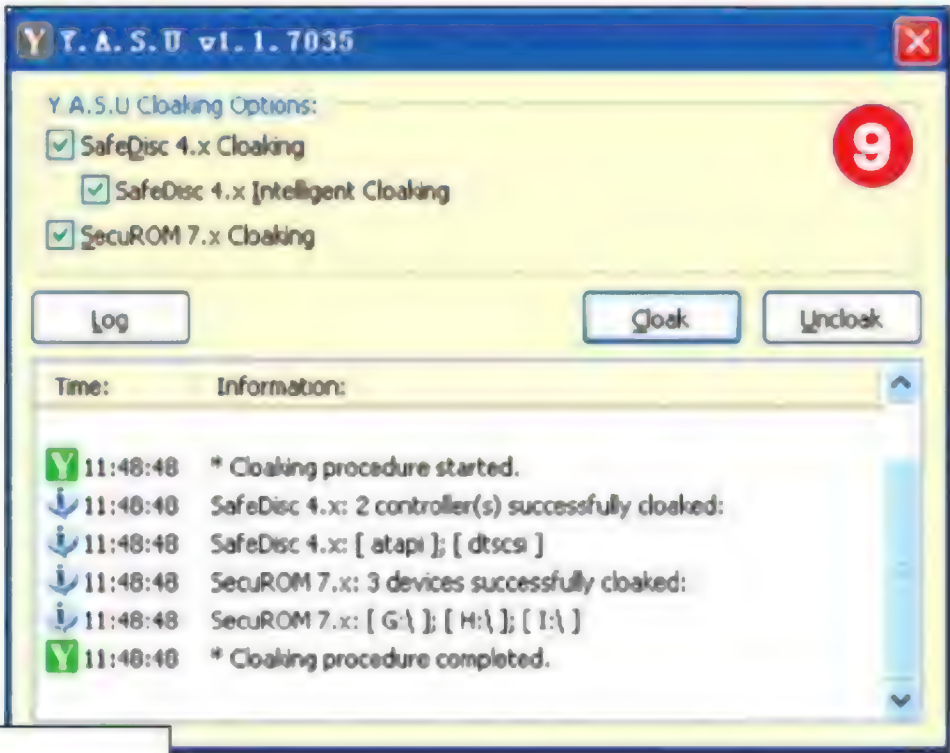 Y.A.S.U v1.1.7035
Y A.S.U Cloaking Options:
9
SafeDisc 4.x Cloaking
SafeDisc 4.x Intelligent Cloaking
SecuROM 7.x Cloaking
Log Cloak Uncloak
Time: Information:
11:48:48 * Cloaking procedure started.
11:48:48 SafeDisc 4.x: 2 controller(s) successfully cloaked:
11:48:48 SafeDisc 4.x: [ atapi ]; [ dtscsi ]
11:48:48 SecuROM 7.x: 3 devices successfully cloaked:
11:48:48 SecuROM 7.x: [ G:\ ]; [ H:\ ]; [ I:\ ]
11:48:48 * Cloaking procedure completed.